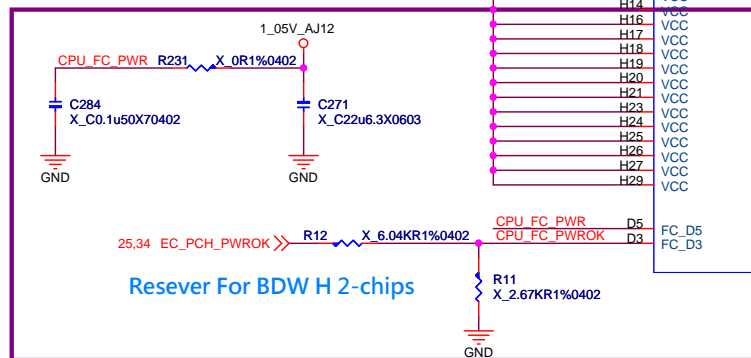 H14 VCC
H16 VCC
H17 VCC
H18 VCC
H19 VCC
H20 VCC
H21 VCC
H23 VCC
H24 VCC
H25 VCC
H26 VCC
H27 VCC
H29 VCC
1_05V_AJ12
CPU_FC_PWR R231 X_0R1%0402
C284
X_C0.1u50X70402
C271
X_C22u6.3X0603
GND
GND
CPU_FC_PWR D5 FC_D5
25,34 EC_PCH_PWROK R12 X_6.04KR1%0402 CPU_FC_PWROK D3 FC_D3
Resever For BDW H 2-chips
R11
X_2.67KR1%0402
GND